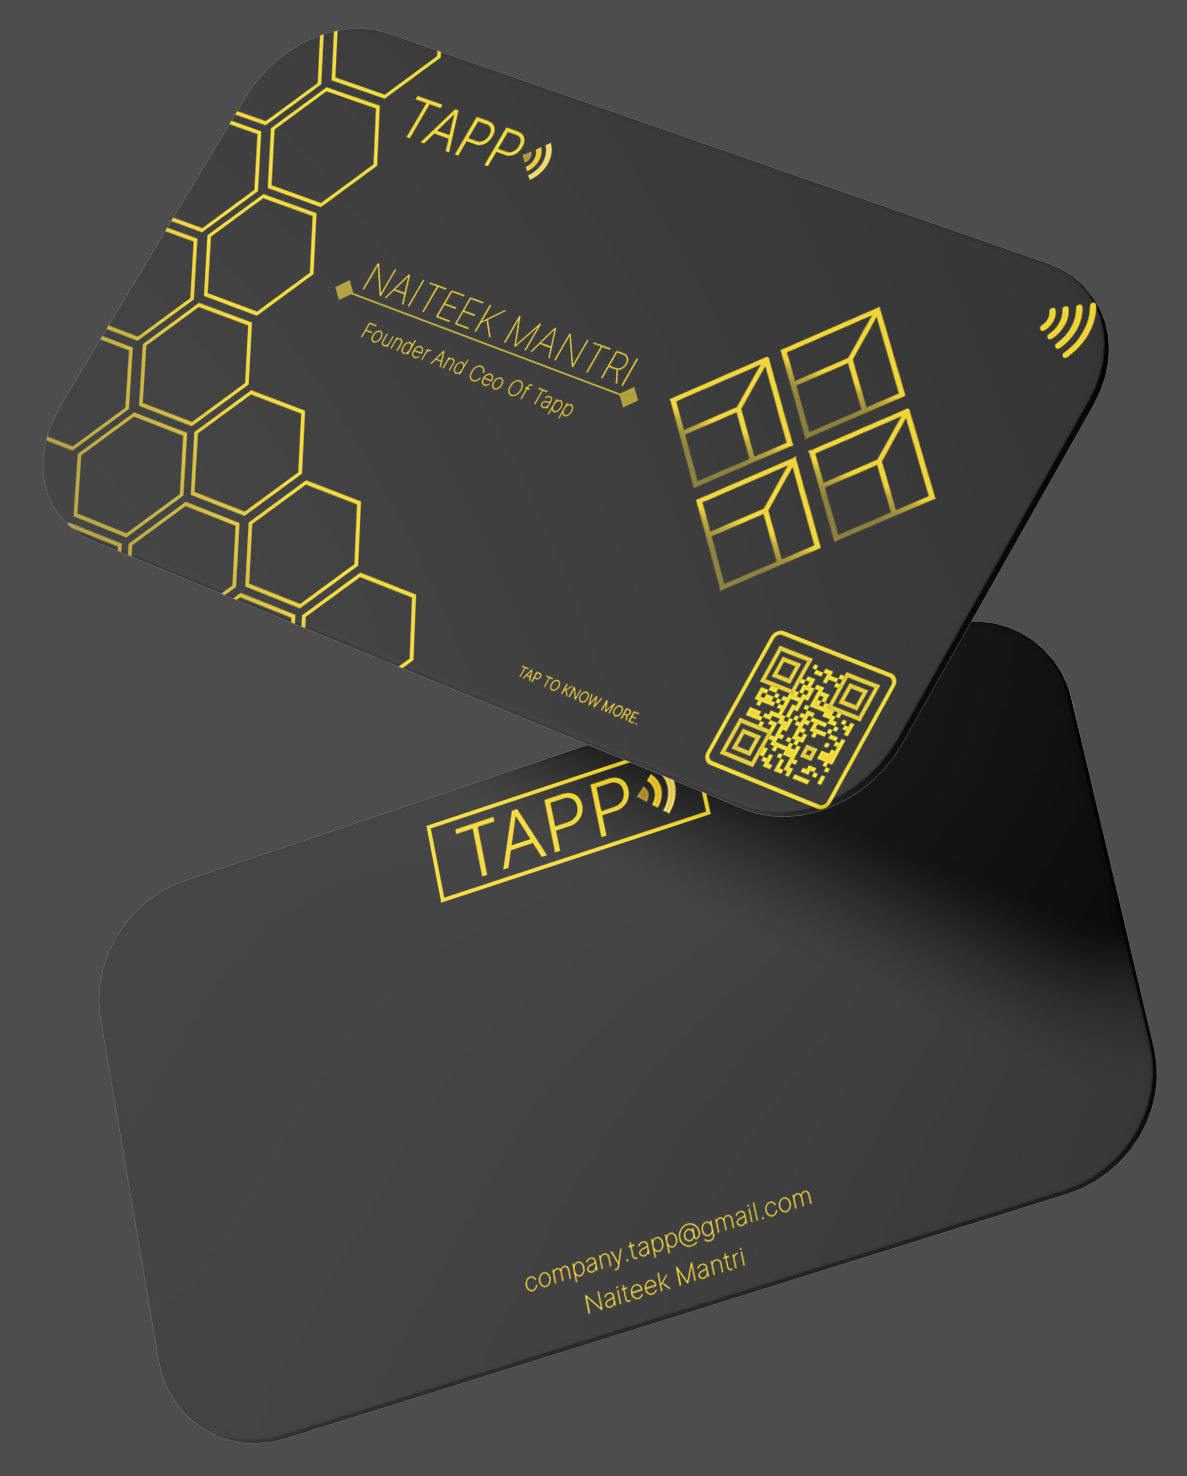 TAPP
NAITEEK MANTRI
Founder And Ceo Of Tapp
TAP TO KNOW MORE.
TAPP
company.tapp@gmail.com
Naiteek Mantri